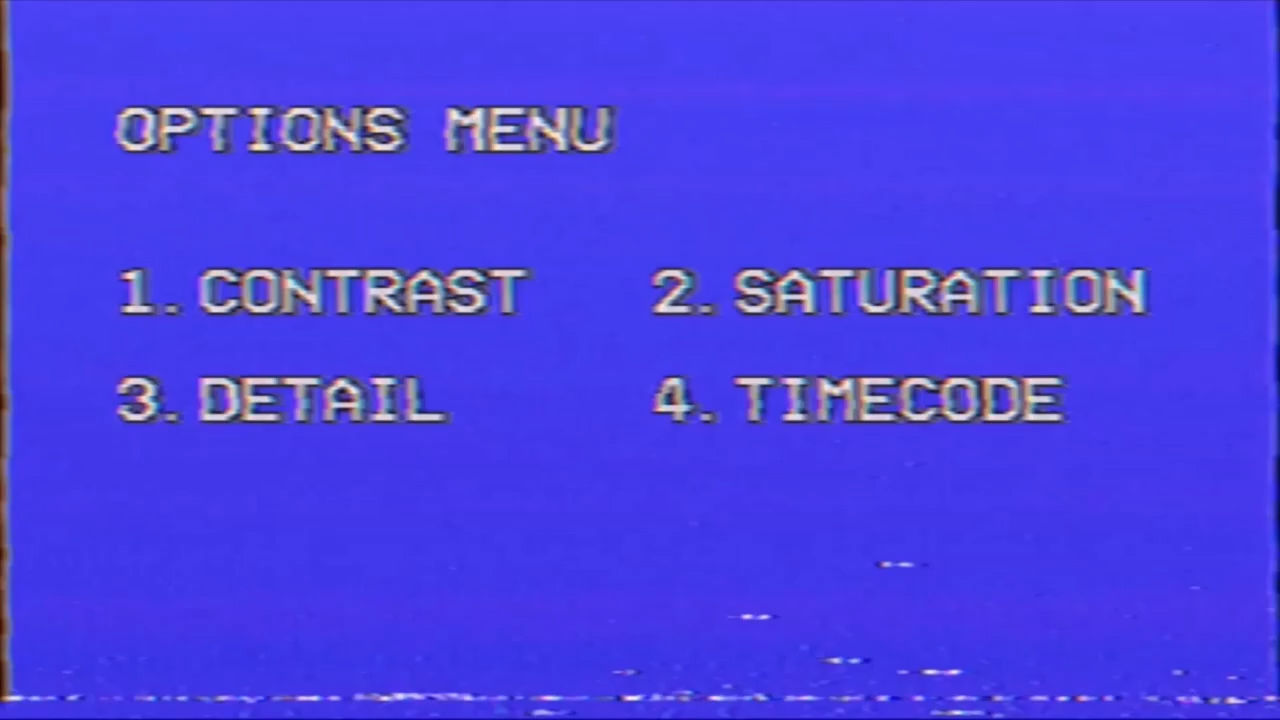 OPTIONS MENU
1. CONTRAST 2. SATURATION
3. DETAIL 4. TIMECODE